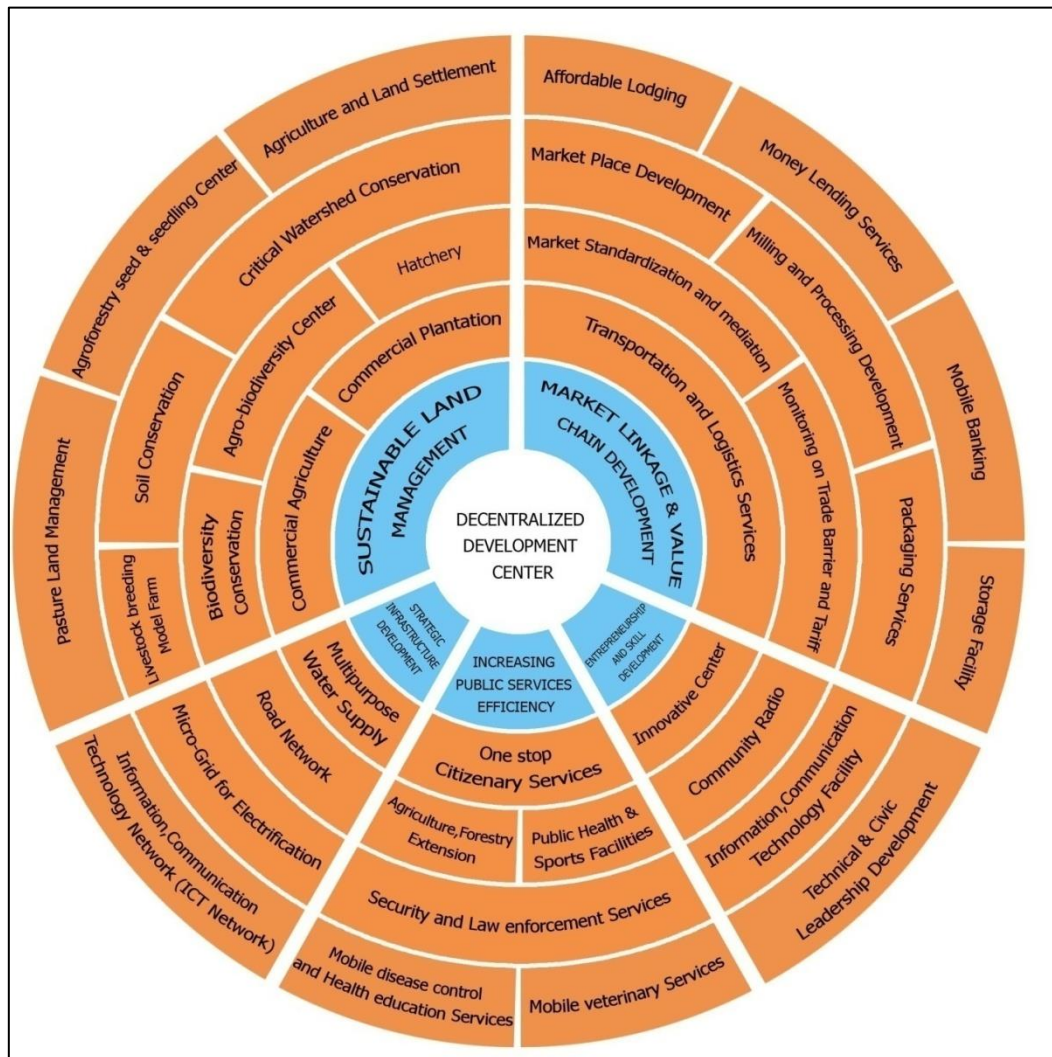 DECENTRALIZED
DEVELOPMENT
CENTER
SUSTAINABLE LAND
MANAGEMENT
Commercial Plantation
Commercial Agriculture
Hatchery
Agro-biodiversity Center
Biodiversity
Conservation
Critical Watershed Conservation
Soil Conservation
Livestock breeding
Model Farm
Agriculture and Land Settlement
Agroforestry seed & seedling Center
Pasture Land Management
MARKET LINKAGE & VALUE
CHAIN DEVELOPMENT
Transportation and Logistics Services
Market Standardization and mediation
Monitoring on Trade Barrier and Tariff
Market Place Development
Milling and Processing Development
Packaging Services
Affordable Lodging
Money Lending Services
Mobile Banking
Storage Facility
ENTREPRENEURSHIP
AND SKILL
DEVELOPMENT
Innovative Center
Community Radio
Information,Communication
Technology Facility
Technical & Civic
Leadership Development
INCREASING
PUBLIC SERVICES
EFFICIENCY
One stop
Citizenary Services
Agriculture,Forestry
Extension
Public Health &
Sports Facilities
Security and Law enforcement Services
Mobile disease control
and Health education Services
Mobile veterinary Services
STRATEGIC
INFRASTRUCTURE
DEVELOPMENT
Multipurpose
Water Supply
Road Network
Micro-Grid for Electrification
Information,Communication
Technology Network (ICT Network)